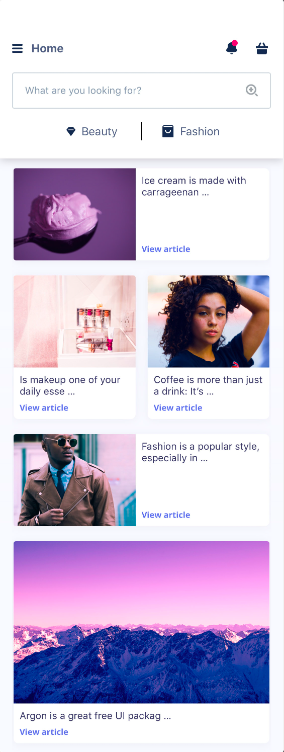 Home
What are you looking for?
Beauty
Fashion
Ice cream is made with
carrageenan ...
View article
Is makeup one of your
daily esse ...
View article
Coffee is more than just
a drink: It's ...
View article
Fashion is a popular style,
especially in ...
View article
Argon is a great free UI packag ...
View article